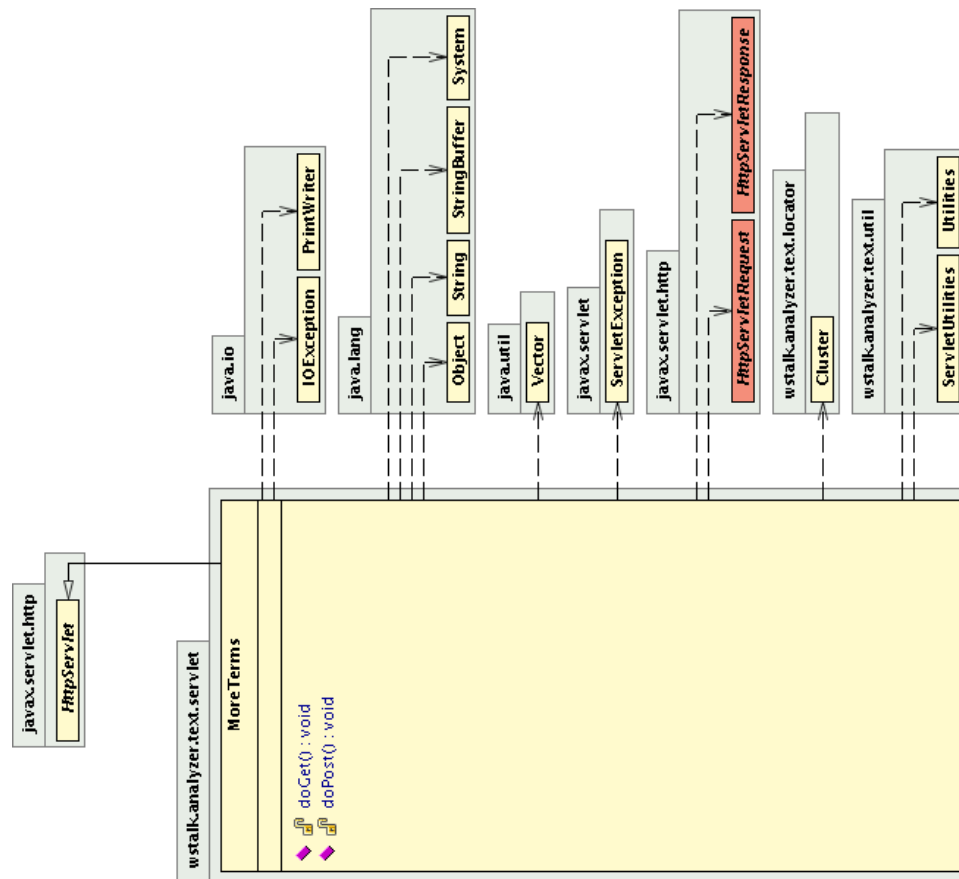 javax.servlet.http
HttpServlet
wstalk.analyzer.text.servlet
MoreTerms
doGet() : void
doPost() : void
java.io
IOException
PrintWriter
java.lang
Object
String
StringBuffer
System
java.util
Vector
javax.servlet
ServletException
javax.servlet.http
HttpServletRequest
HttpServletResponse
wstalk.analyzer.text.locator
Cluster
wstalk.analyzer.text.util
ServletUtilities
Utilities